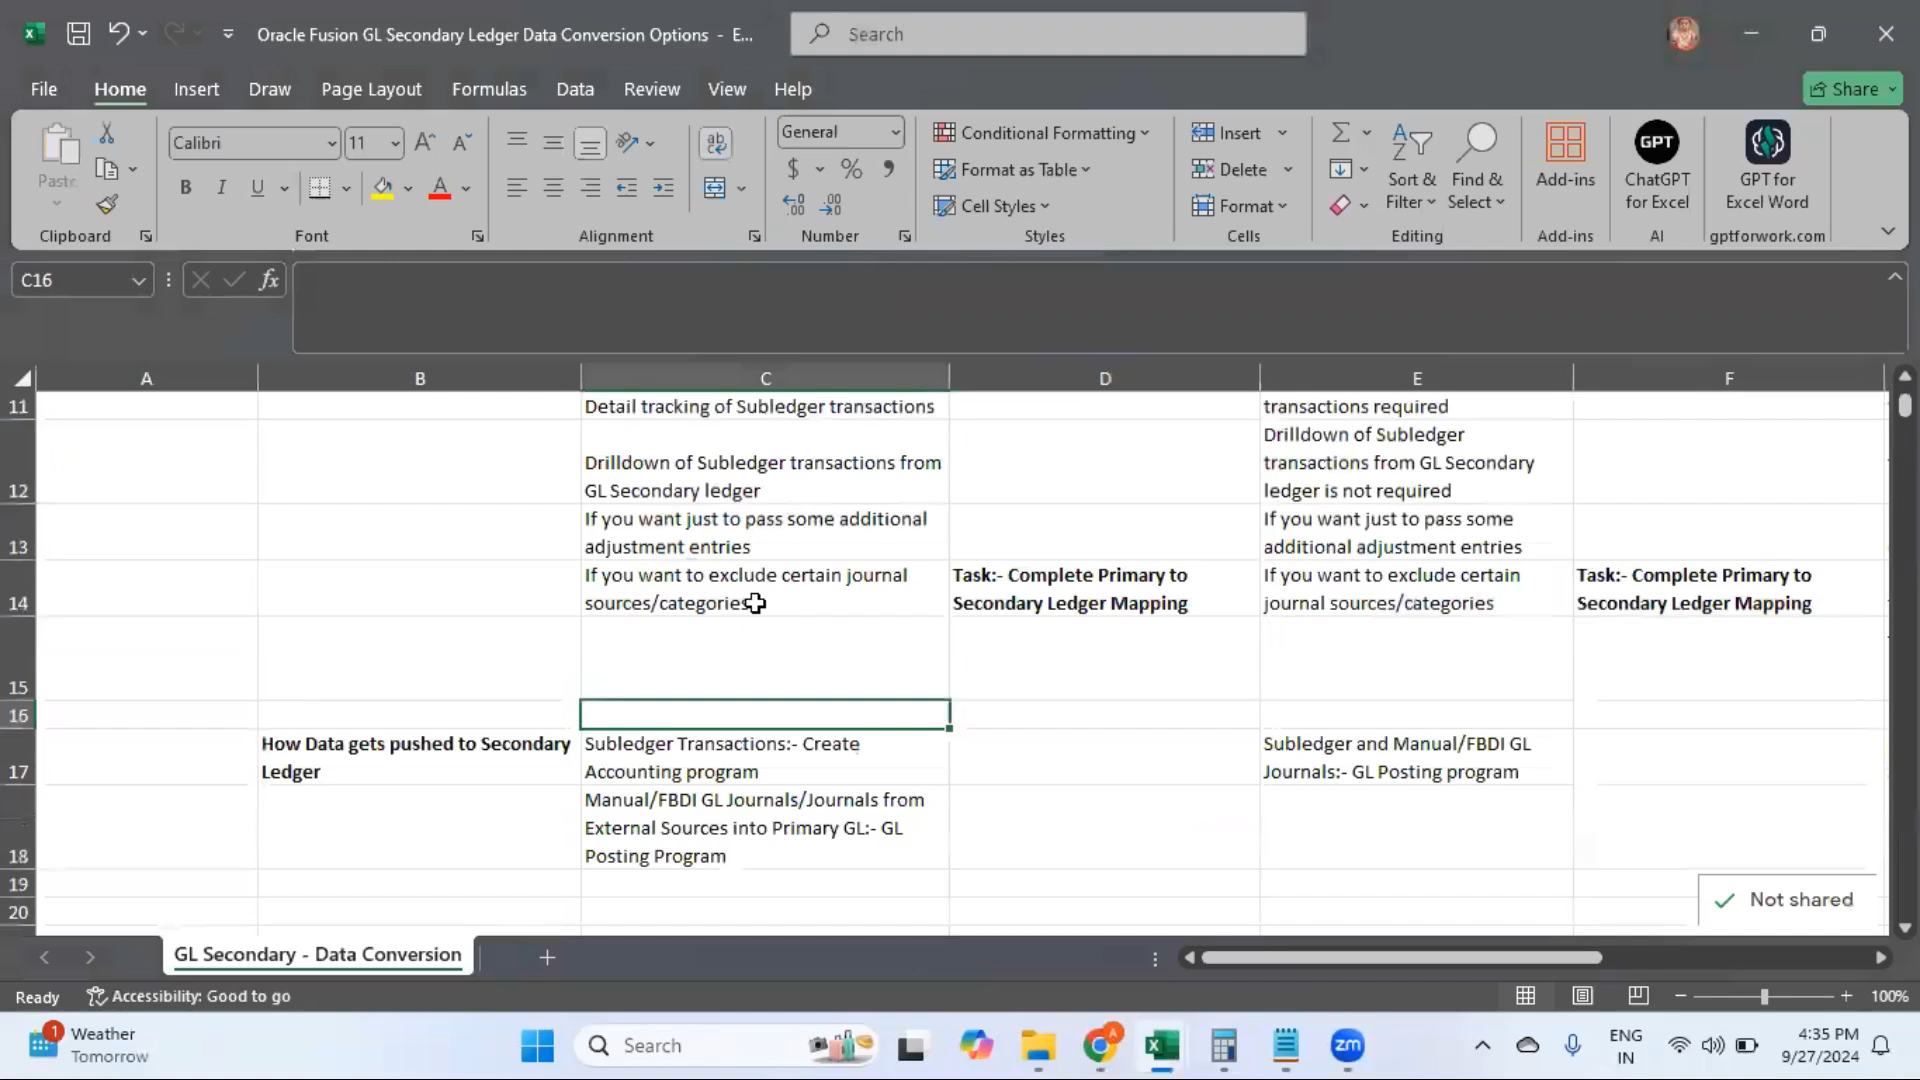 Oracle Fusion GL Secondary Ledger Data Conversion Options - E...
Search
File Home Insert Draw Page Layout Formulas Data Review View Help
Share
Paste
Clipboard
Calibri 11
Font
Alignment
General
Number
Conditional Formatting
Format as Table
Cell Styles
Styles
Insert
Delete
Format
Cells
Sort & Filter
Find & Select
Editing
Add-ins
Add-ins
GPT
ChatGPT for Excel
AI
GPT for Excel Word
gptforwork.com
C16
fx
A B C D E F
11 Detail tracking of Subledger transactions
transactions required
12 Drilldown of Subledger transactions from
GL Secondary ledger
Drilldown of Subledger
transactions from GL Secondary
ledger is not required
13 If you want just to pass some additional
adjustment entries
If you want just to pass some
additional adjustment entries
14 If you want to exclude certain journal
sources/categories
Task:- Complete Primary to
Secondary Ledger Mapping
If you want to exclude certain
journal sources/categories
Task:- Complete Primary to
Secondary Ledger Mapping
15
16
17 How Data gets pushed to Secondary
Ledger
Subledger Transactions:- Create
Accounting program
Subledger and Manual/FBDI GL
Journals:- GL Posting program
18 Manual/FBDI GL Journals/Journals from
External Sources into Primary GL:- GL
Posting Program
19
20
Not shared
GL Secondary - Data Conversion
Ready
Accessibility: Good to go
100%
1
Weather
Tomorrow
Search
A
zm
ENG
IN
4:35 PM
9/27/2024